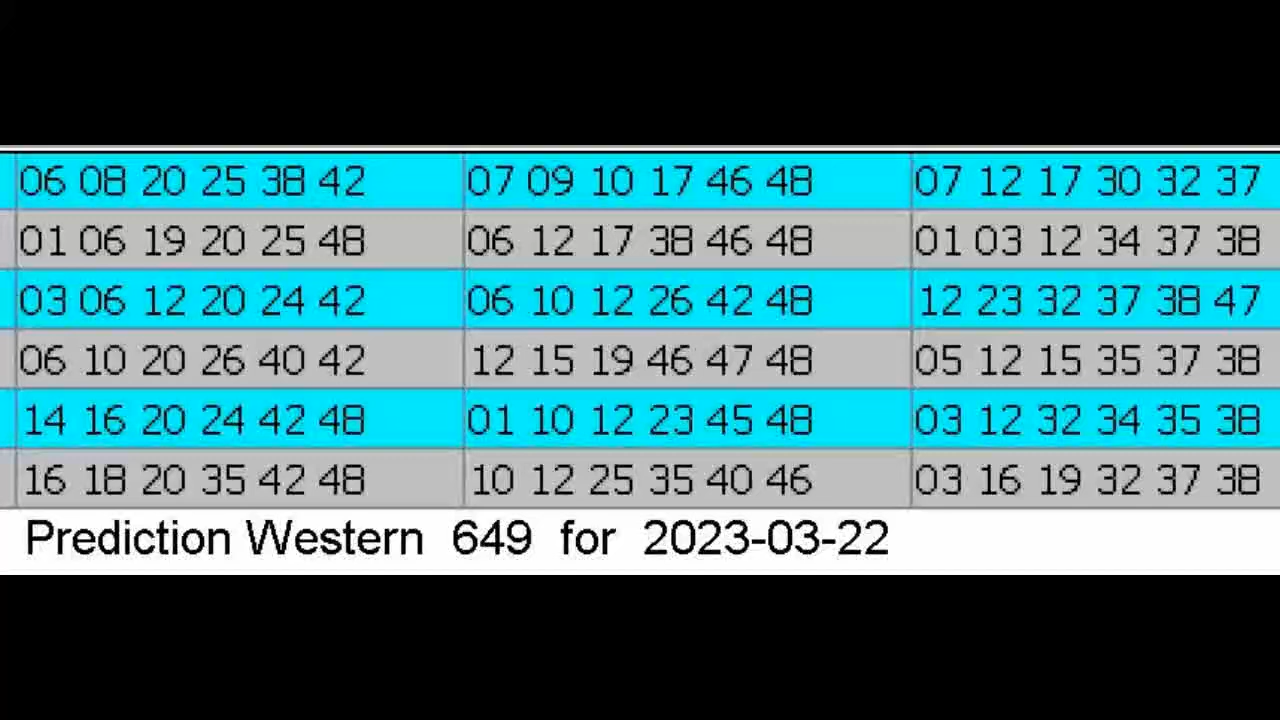 06 08 20 25 38 42 07 09 10 17 46 48 07 12 17 30 32 37
01 06 19 20 25 48 06 12 17 38 46 48 01 03 12 34 37 38
03 06 12 20 24 42 06 10 12 26 42 48 12 23 32 37 38 47
06 10 20 26 40 42 12 15 19 46 47 48 05 12 15 35 37 38
14 16 20 24 42 48 01 10 12 23 45 48 03 12 32 34 35 38
16 18 20 35 42 48 10 12 25 35 40 46 03 16 19 32 37 38
Prediction Western 649 for 2023-03-22